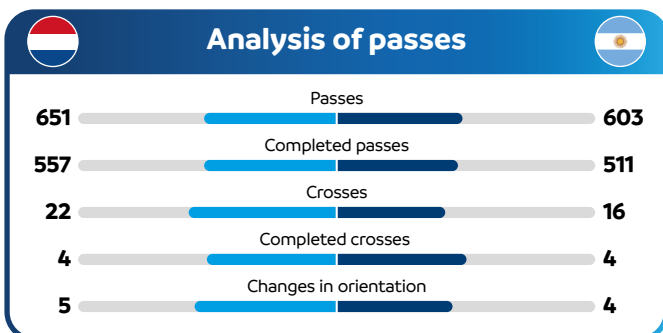 Analysis of passes
Passes
651 603
Completed passes
557 511
Crosses
22 16
Completed crosses
4 4
Changes in orientation
5 4